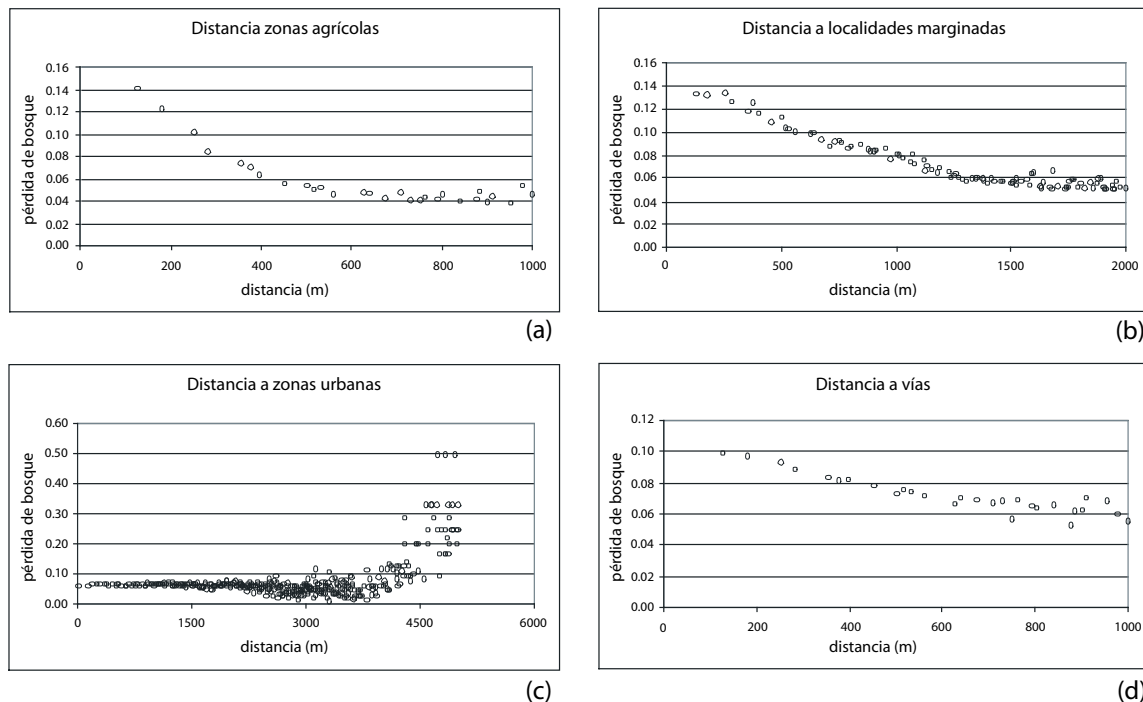 Distancia zonas agrícolas
pérdida de bosque
0.16
0.14
0.12
0.10
0.08
0.06
0.04
0.02
0.00
0 200 400 600 800 1000
distancia (m)
(a)
Distancia a localidades marginadas
pérdida de bosque
0.16
0.14
0.12
0.10
0.08
0.06
0.04
0.02
0.00
0 500 1000 1500 2000
distancia (m)
(b)
Distancia a zonas urbanas
pérdida de bosque
0.60
0.50
0.40
0.30
0.20
0.10
0.00
0 1500 3000 4500 6000
distancia (m)
(c)
Distancia a vías
pérdida de bosque
0.12
0.10
0.08
0.06
0.04
0.02
0.00
0 200 400 600 800 1000
distancia (m)
(d)